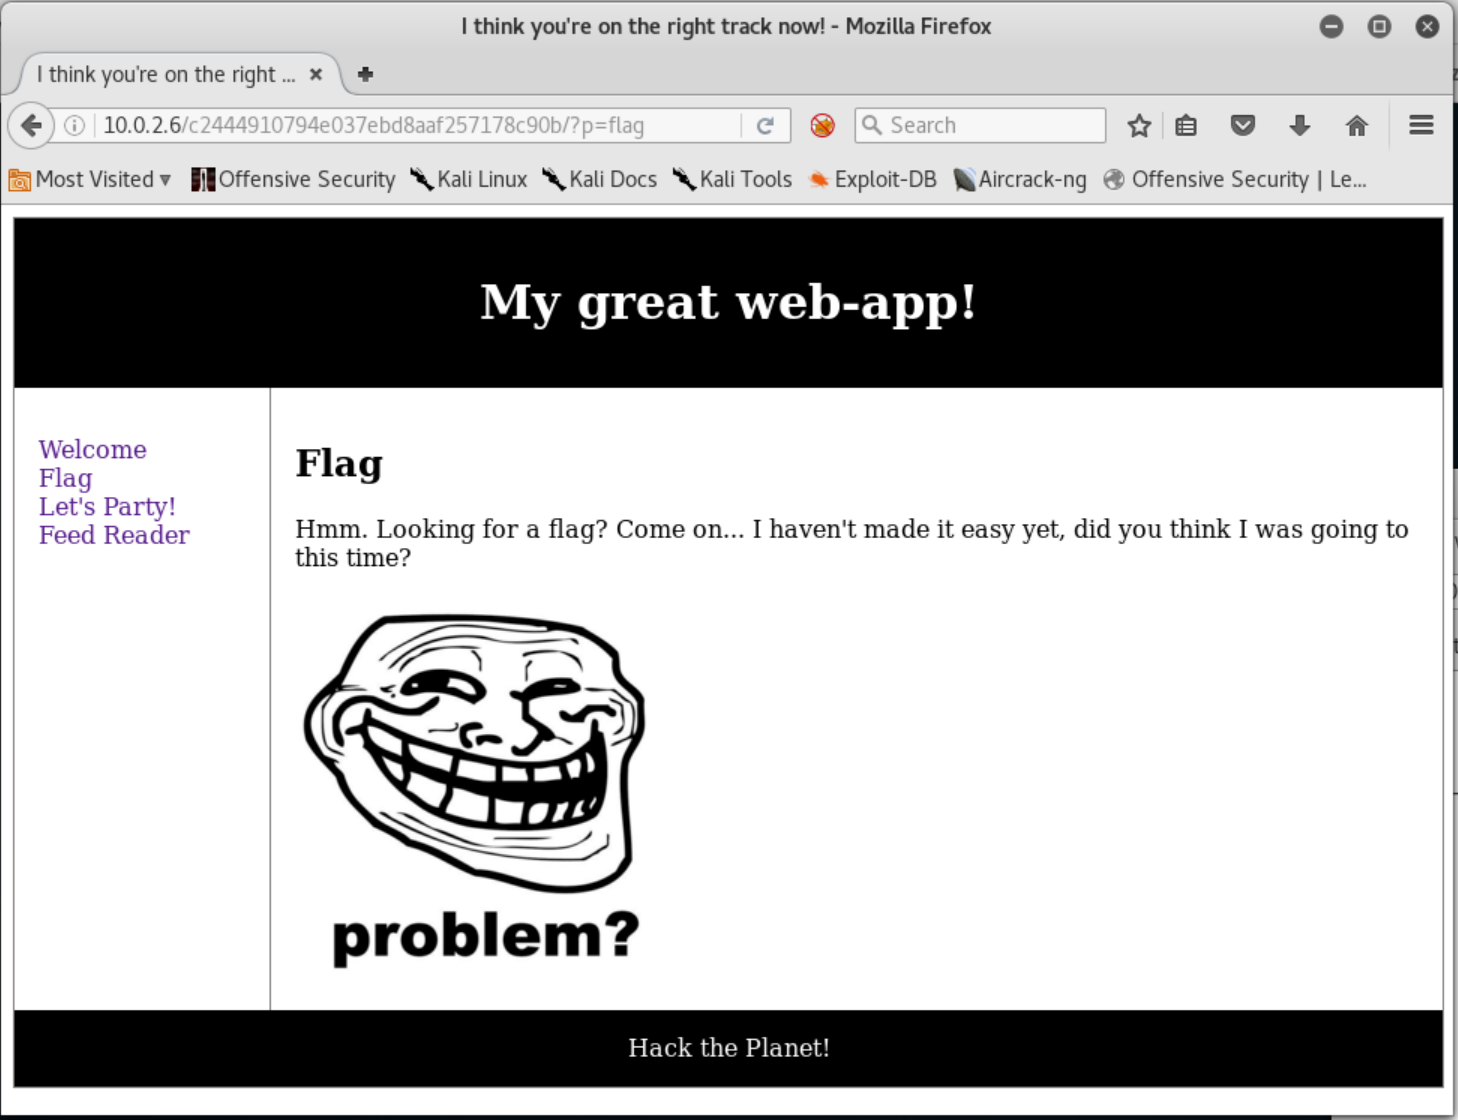 I think you're on the right track now! - Mozilla Firefox
I think you're on the right ...
10.0.2.6/c2444910794e037ebd8aaf257178c90b/?p=flag
Search
Most Visited
Offensive Security
Kali Linux
Kali Docs
Kali Tools
Exploit-DB
Aircrack-ng
Offensive Security | Le...
My great web-app!
Welcome
Flag
Let's Party!
Feed Reader
Flag
Hmm. Looking for a flag? Come on... I haven't made it easy yet, did you think I was going to
this time?
problem?
Hack the Planet!